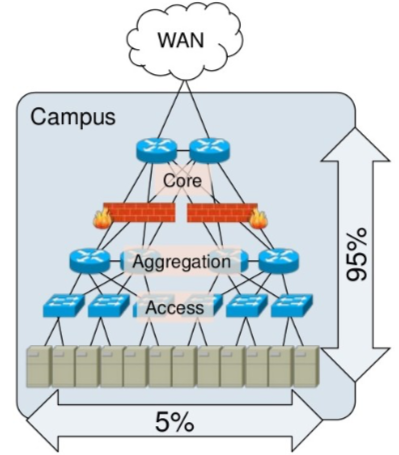 WAN
Campus
Core
Aggregation
Access
95%
5%